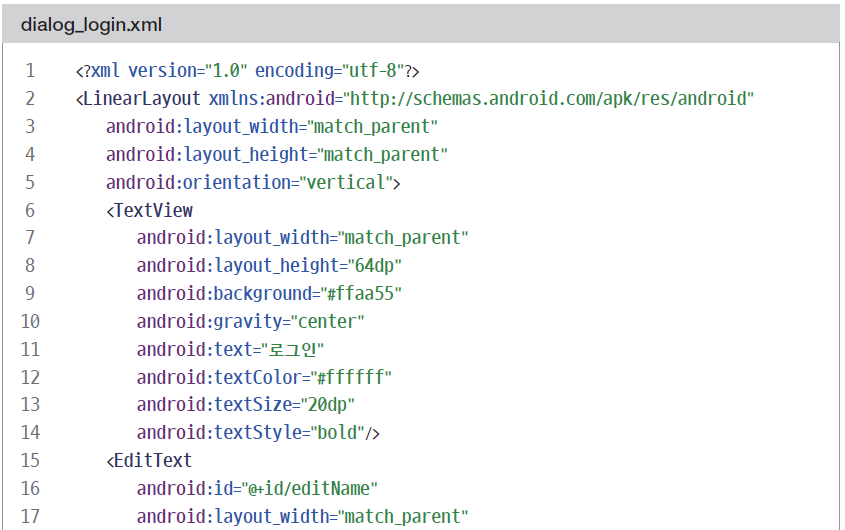 dialog_login.xml
1 <?xml version="1.0" encoding="utf-8"?>
2 <LinearLayout xmlns:android="http://schemas.android.com/apk/res/android"
3 android:layout_width="match_parent"
4 android:layout_height="match_parent"
5 android:orientation="vertical">
6 <TextView
7 android:layout_width="match_parent"
8 android:layout_height="64dp"
9 android:background="#ffaa55"
10 android:gravity="center"
11 android:text="로그인"
12 android:textColor="#ffffff"
13 android:textSize="20dp"
14 android:textStyle="bold"/>
15 <EditText
16 android:id="@+id/editName"
17 android:layout_width="match_parent"